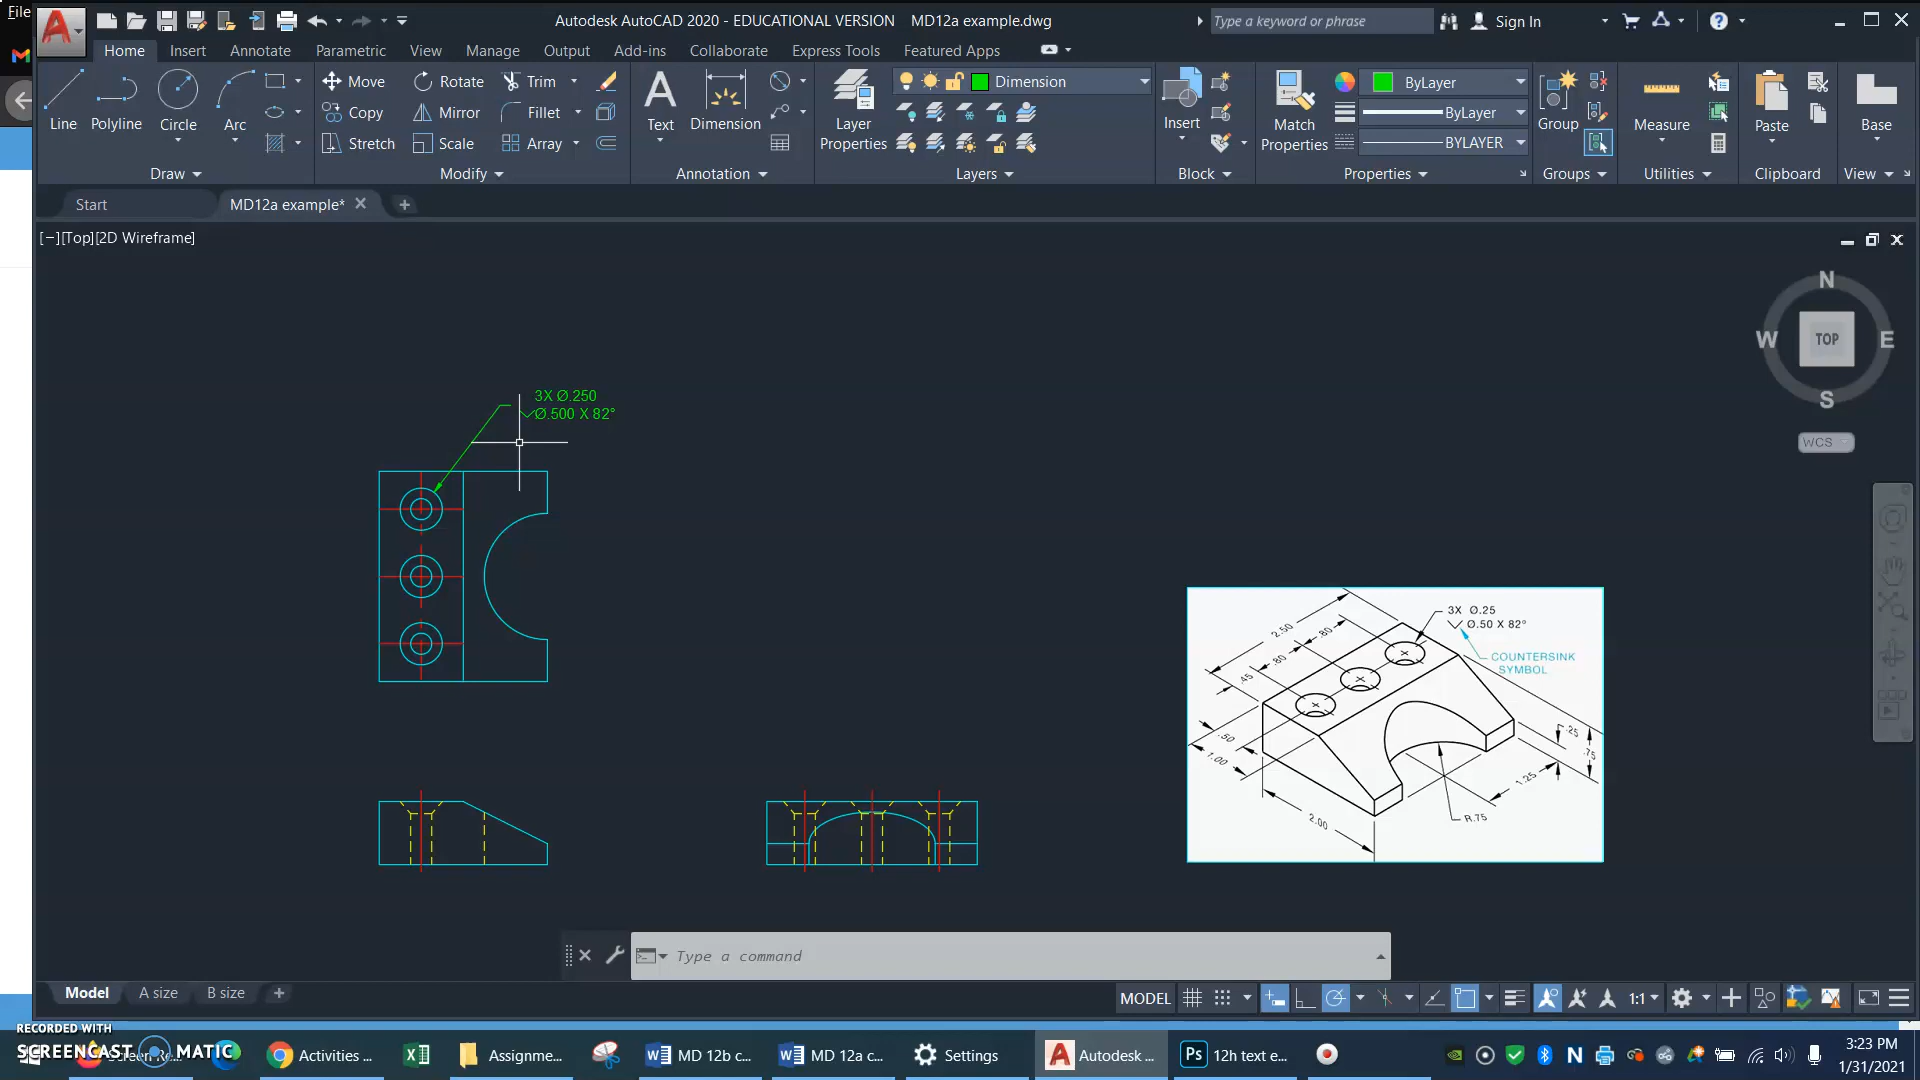 File
Autodesk AutoCAD 2020 - EDUCATIONAL VERSION MD12a example.dwg
Type a keyword or phrase
Sign In
Home Insert Annotate Parametric View Manage Output Add-ins Collaborate Express Tools Featured Apps
Line Polyline Circle Arc
Move Rotate Trim
Copy Mirror Fillet
Stretch Scale Array
Text Dimension
Layer Properties
Dimension
Insert
Match Properties
ByLayer
ByLayer
BYLAYER
Group
Measure
Paste
Base
Draw Modify Annotation Layers Block Properties Groups Utilities Clipboard View
Start MD12a example*
[−][Top][2D Wireframe]
N
W TOP E
S
WCS
3X Ø.250
Ø.500 X 82°
3X Ø.25
Ø.50 X 82°
COUNTERSINK
SYMBOL
2.50
.80
.80
.45
.50
1.00
2.00
R.75
1.25
.25
.75
Type a command
Model A size B size
MODEL 1:1
RECORDED WITH
SCREENCAST MATIC
Activities ...
Assignme...
MD 12b c...
MD 12a c...
Settings
Autodesk ...
12h text e...
3:23 PM
1/31/2021